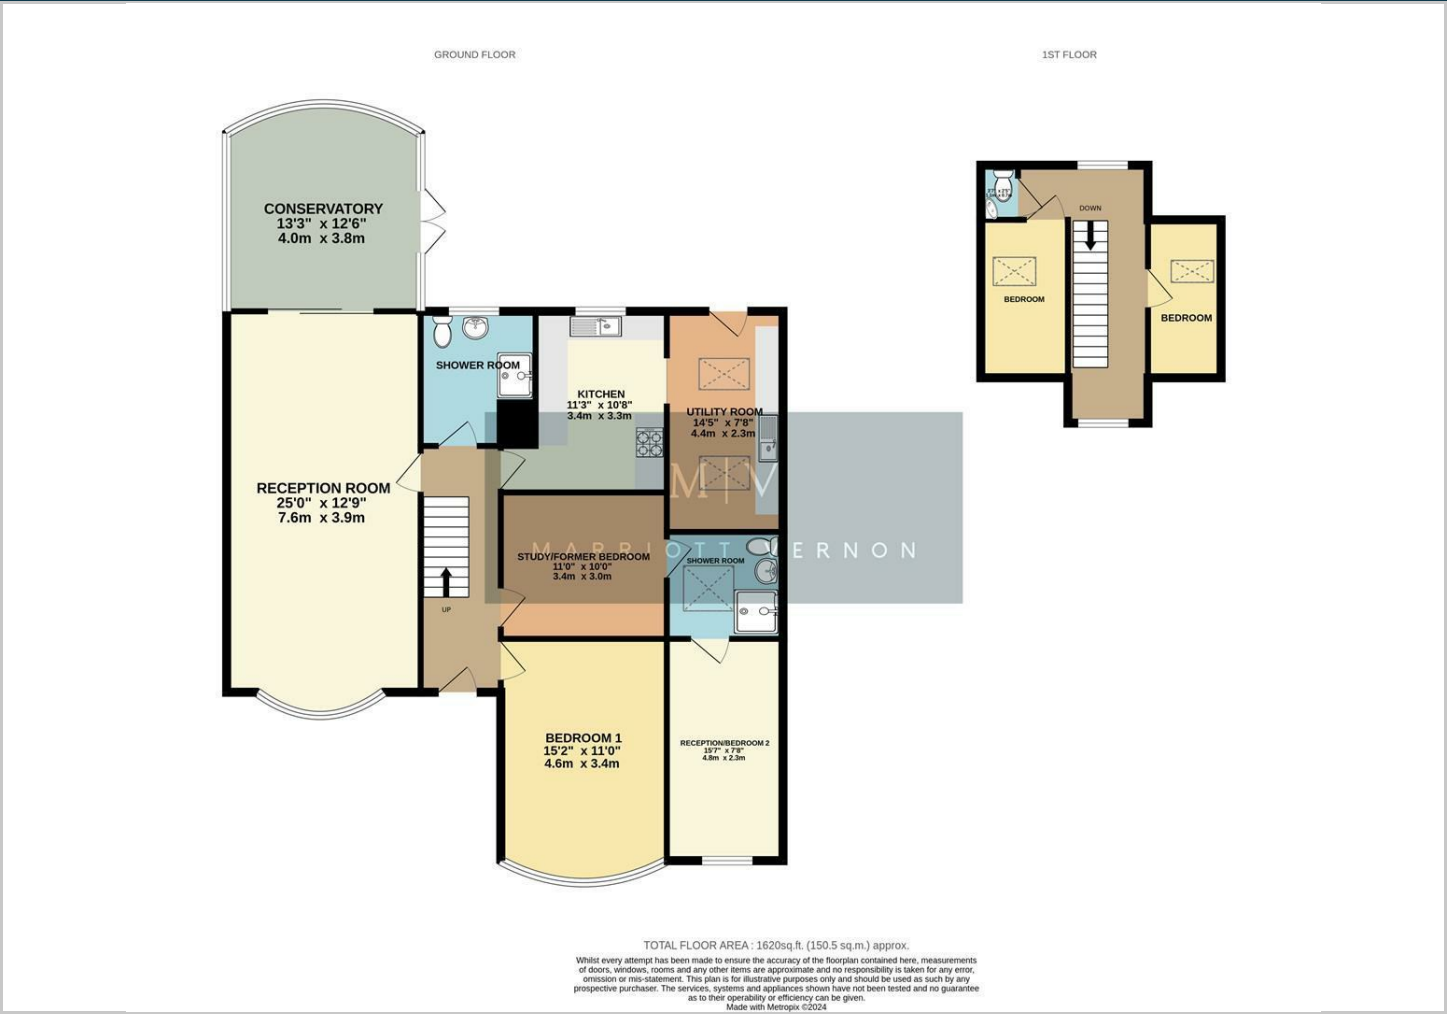 GROUND FLOOR
1ST FLOOR
CONSERVATORY
13'3" x 12'6"
4.0m x 3.8m
DOWN
BEDROOM
BEDROOM
SHOWER ROOM
KITCHEN
11'3" x 10'8"
3.4m x 3.3m
UTILITY ROOM
14'5" x 7'8"
4.4m x 2.3m
RECEPTION ROOM
25'0" x 12'9"
7.6m x 3.9m
M|V
MARRIOTT VERNON
STUDY/FORMER BEDROOM
11'0" x 10'0"
3.4m x 3.0m
SHOWER ROOM
UP
BEDROOM 1
15'2" x 11'0"
4.6m x 3.4m
RECEPTION/BEDROOM 2
15'7" x 7'8"
4.8m x 2.3m
TOTAL FLOOR AREA : 1620sq.ft. (150.5 sq.m.) approx.
Whilst every attempt has been made to ensure the accuracy of the floorplan contained here, measurements
of doors, windows, rooms and any other items are approximate and no responsibility is taken for any error,
omission or mis-statement. This plan is for illustrative purposes only and should be used as such by any
prospective purchaser. The services, systems and appliances shown have not been tested and no guarantee
as to their operability or efficiency can be given.
Made with Metropix ©2024